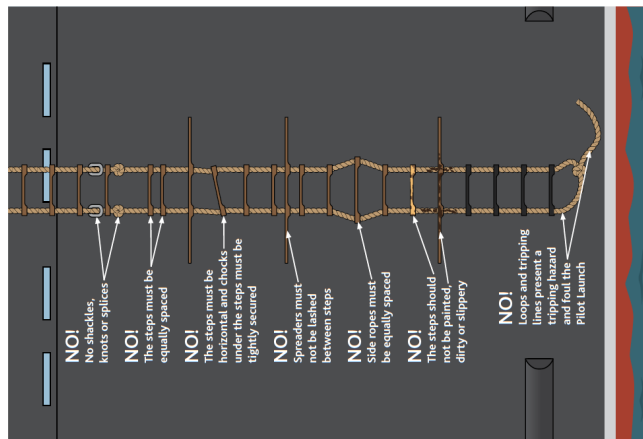 NO!
No shackles,
knots or splices
NO!
The steps must be
equally spaced
NO!
The steps must be
horizontal and chocks
under the steps must be
tightly secured
NO!
Spreaders must
not be lashed
between steps
NO!
Side ropes must
be equally spaced
NO!
The steps should
not be painted,
dirty or slippery
NO!
Loops and tripping
lines present a
tripping hazard
and foul the
Pilot Launch